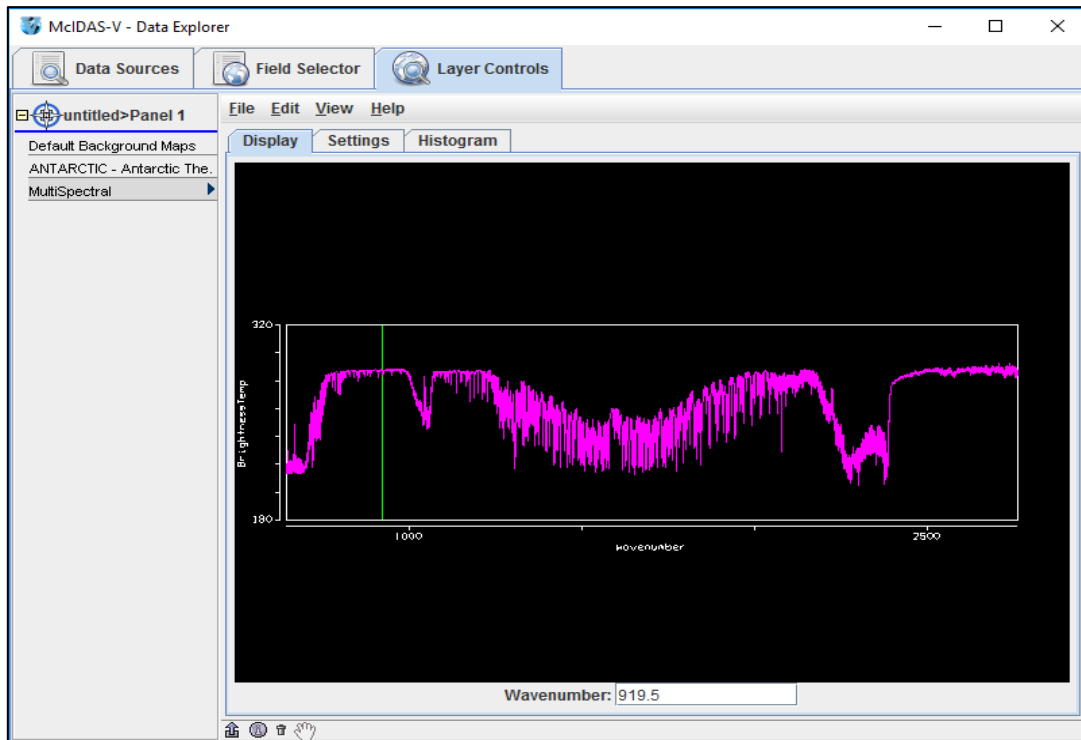 McIDAS-V - Data Explorer
Data Sources
Field Selector
Layer Controls
untitled>Panel 1
File Edit View Help
Default Background Maps
Display
Settings
Histogram
ANTARCTIC - Antarctic The.
MultiSpectral
320
BrightnessTemp
180
1000
2500
wavenumber
Wavenumber: 919.5